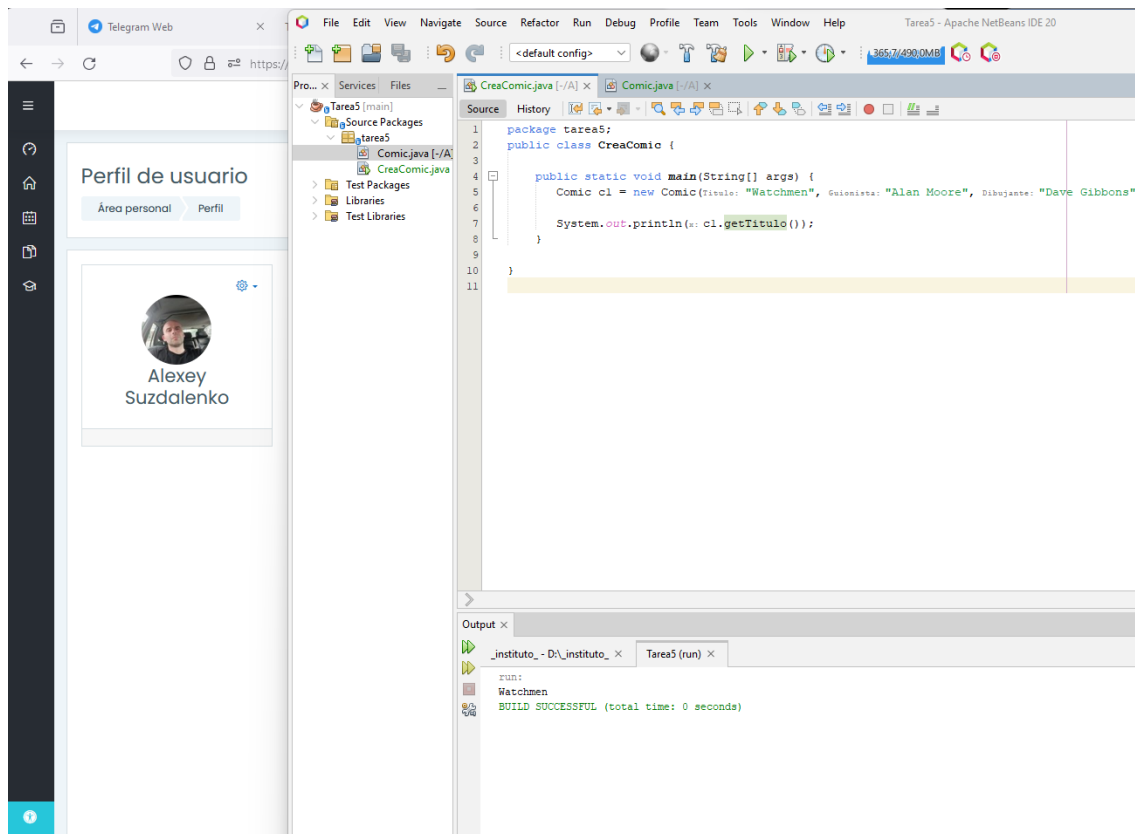 Telegram Web
https://
Perfil de usuario
Área personal
Perfil
Alexey
Suzdalenko
File Edit View Navigate Source Refactor Run Debug Profile Team Tools Window Help
Tarea5 - Apache NetBeans IDE 20
<default config>
365,7/490,0MB
Pro... Services Files
Tarea5 [main]
Source Packages
tarea5
Comic.java [-/A]
CreaComic.java
Test Packages
Libraries
Test Libraries
CreaComic.java [-/A] Comic.java [-/A]
Source History
1 package tarea5;
2 public class CreaComic {
3
4 public static void main(String[] args) {
5 Comic c1 = new Comic(Titulo: "Watchmen", Guionista: "Alan Moore", Dibujante: "Dave Gibbons"
6
7 System.out.println(x: c1.getTitulo());
8 }
9
10 }
11
Output
_instituto_ - D:\_instituto_ Tarea5 (run)
run:
Watchmen
BUILD SUCCESSFUL (total time: 0 seconds)